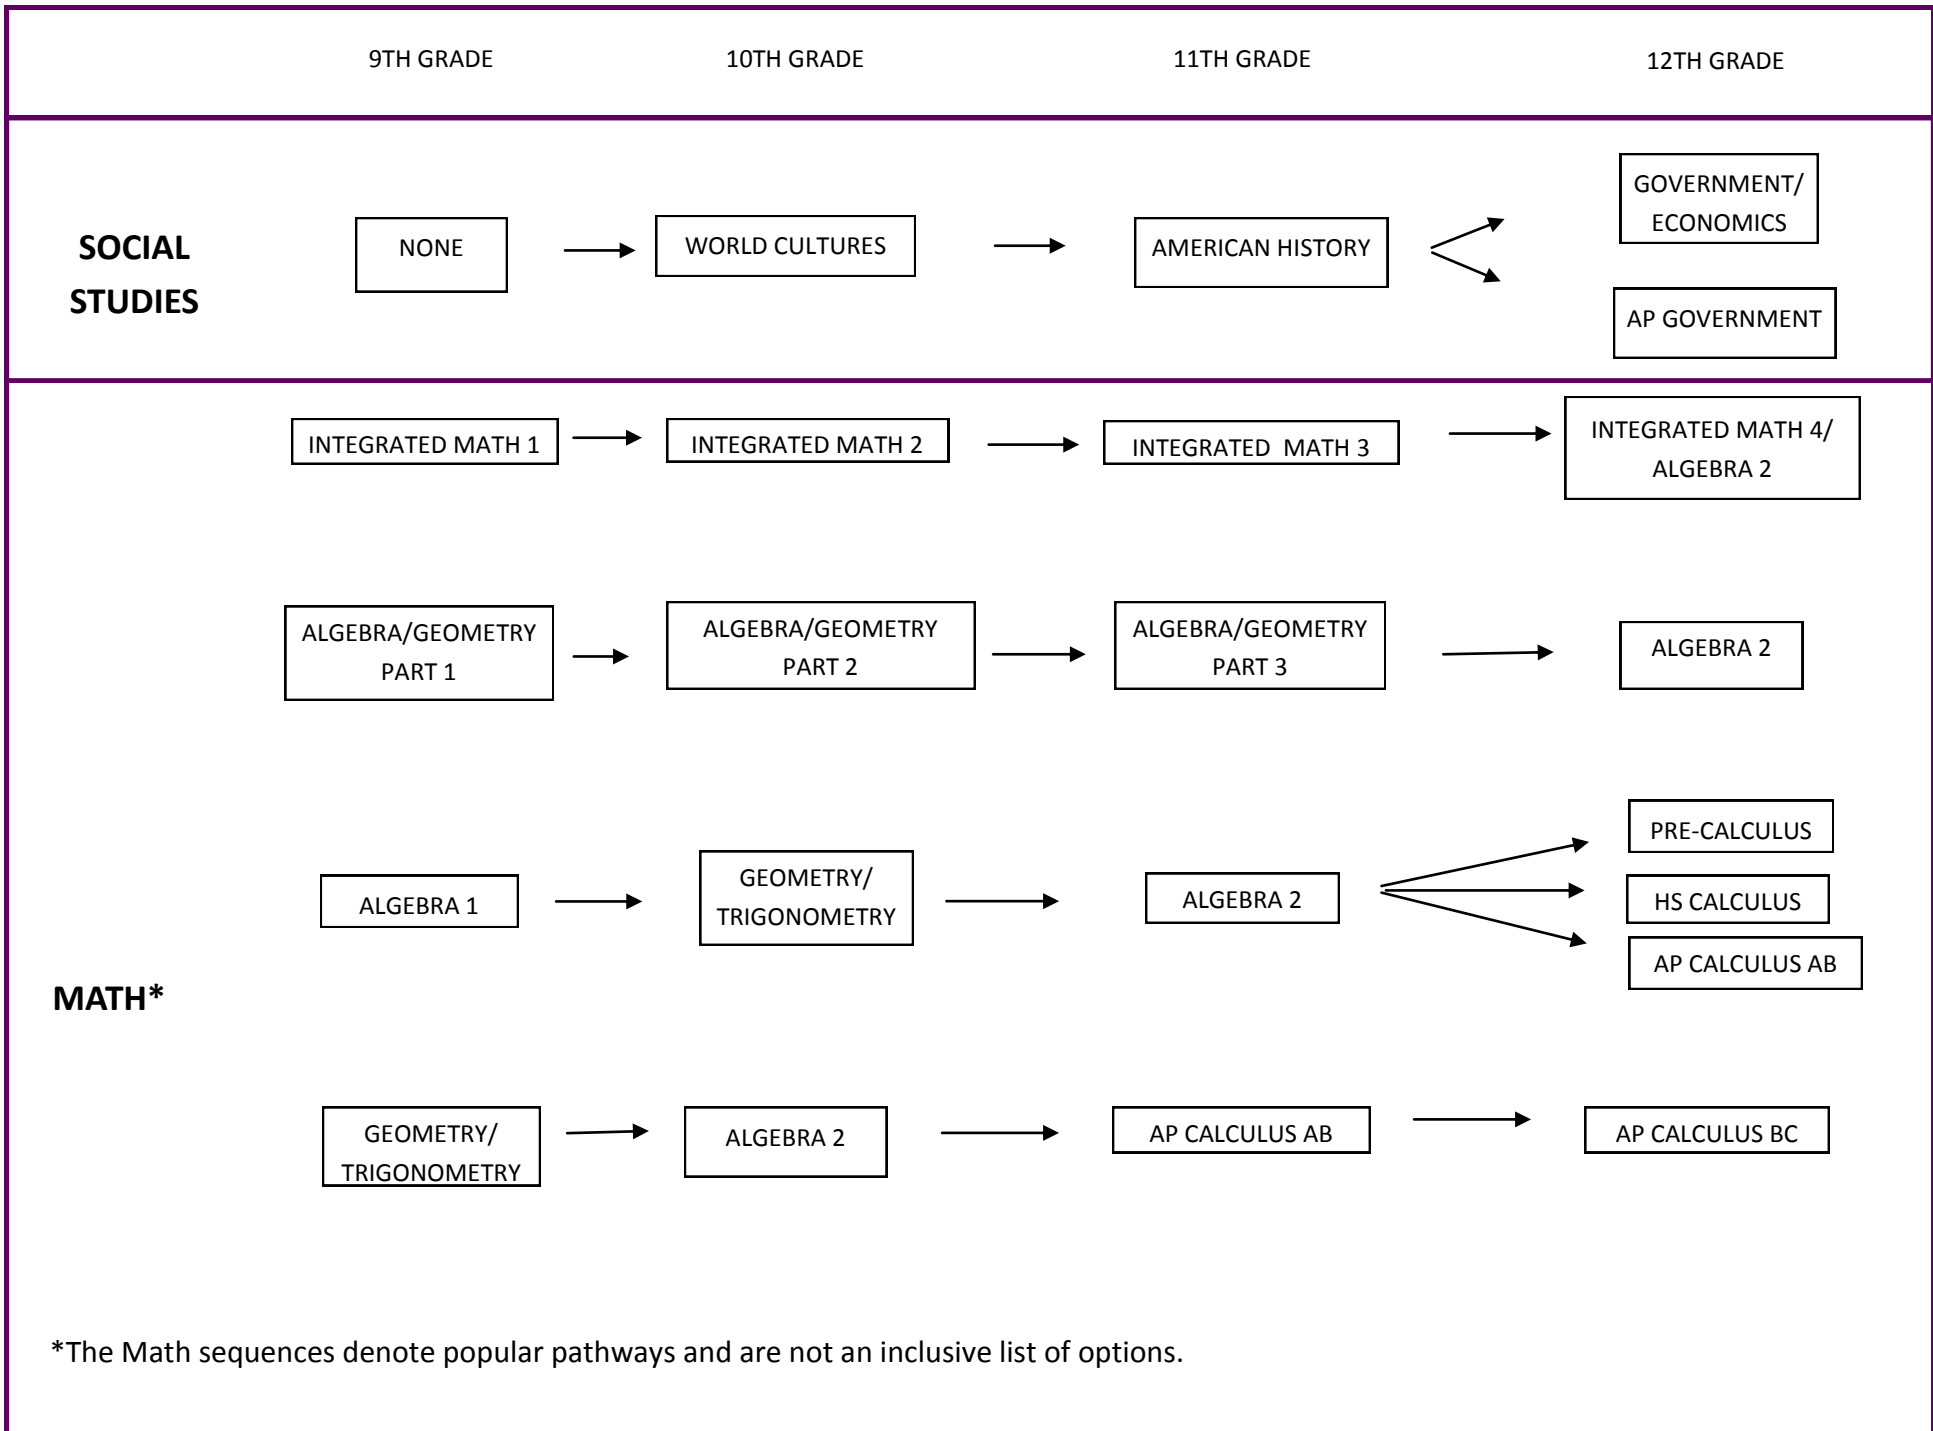 9TH GRADE
10TH GRADE
11TH GRADE
12TH GRADE
SOCIAL
STUDIES
NONE
WORLD CULTURES
AMERICAN HISTORY
GOVERNMENT/
ECONOMICS
AP GOVERNMENT
MATH*
INTEGRATED MATH 1
INTEGRATED MATH 2
INTEGRATED MATH 3
INTEGRATED MATH 4/
ALGEBRA 2
ALGEBRA/GEOMETRY
PART 1
ALGEBRA/GEOMETRY
PART 2
ALGEBRA/GEOMETRY
PART 3
ALGEBRA 2
ALGEBRA 1
GEOMETRY/
TRIGONOMETRY
ALGEBRA 2
PRE-CALCULUS
HS CALCULUS
AP CALCULUS AB
GEOMETRY/
TRIGONOMETRY
ALGEBRA 2
AP CALCULUS AB
AP CALCULUS BC
*The Math sequences denote popular pathways and are not an inclusive list of options.